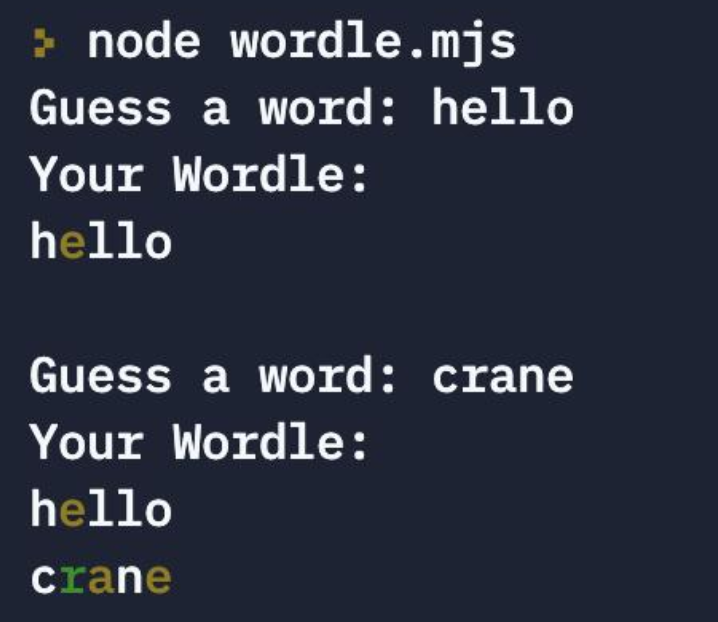 > node wordle.mjs
Guess a word: hello
Your Wordle:
hello
Guess a word: crane
Your Wordle:
hello
crane